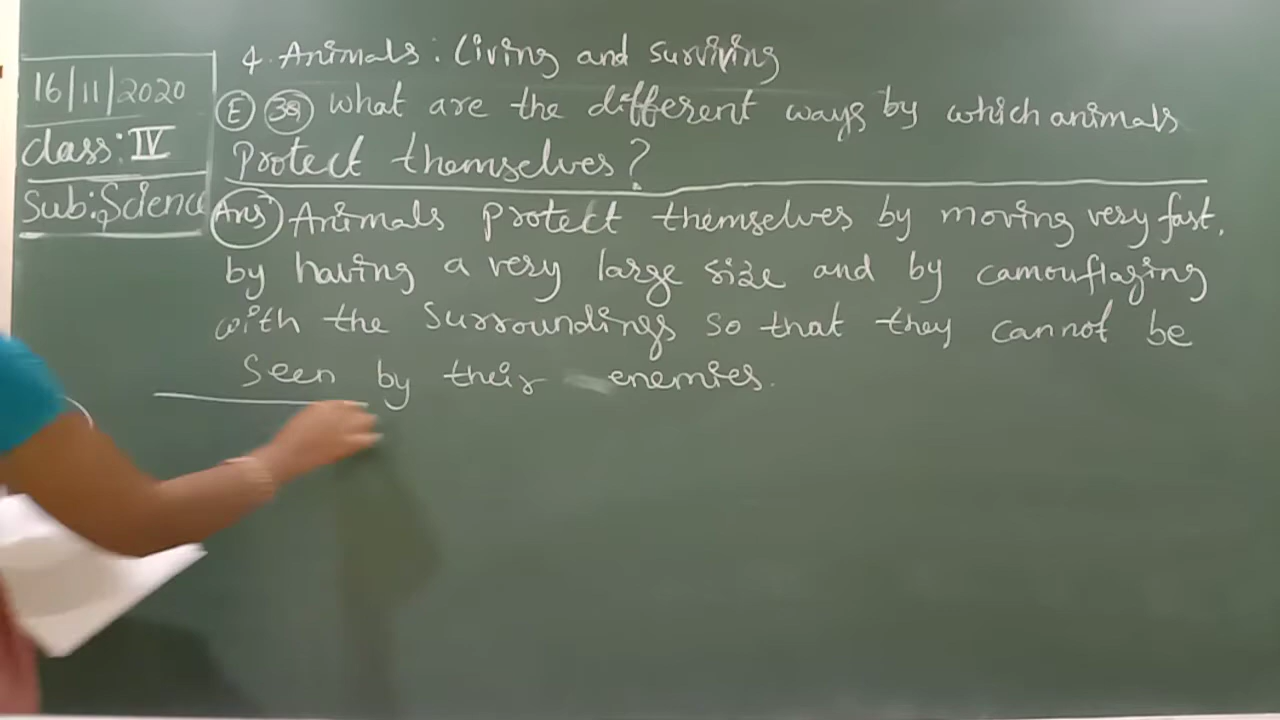 16/11/2020
class: IV
Sub: Science
4. Animals: Living and surviving
E 3Q What are the different ways by which animals
Protect themselves?
Ans Animals protect themselves by moving very fast,
by having a very large size and by camouflaging
with the surroundings so that they cannot be
seen by their enemies.